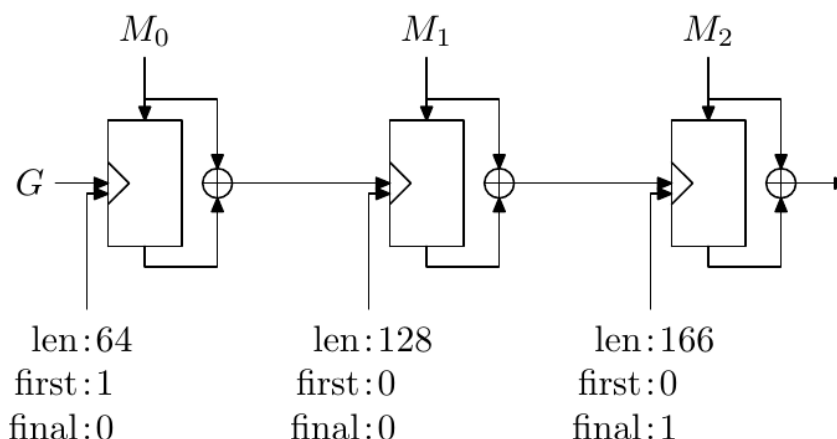 M₀ M₁ M₂
G
len:64 len:128 len:166
first:1 first:0 first:0
final:0 final:0 final:1